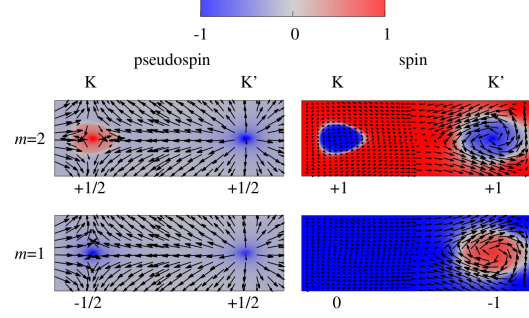 -1 0 1
pseudospin spin
K K' K K'
m=2
+1/2 +1/2 +1 +1
m=1
-1/2 +1/2 0 -1